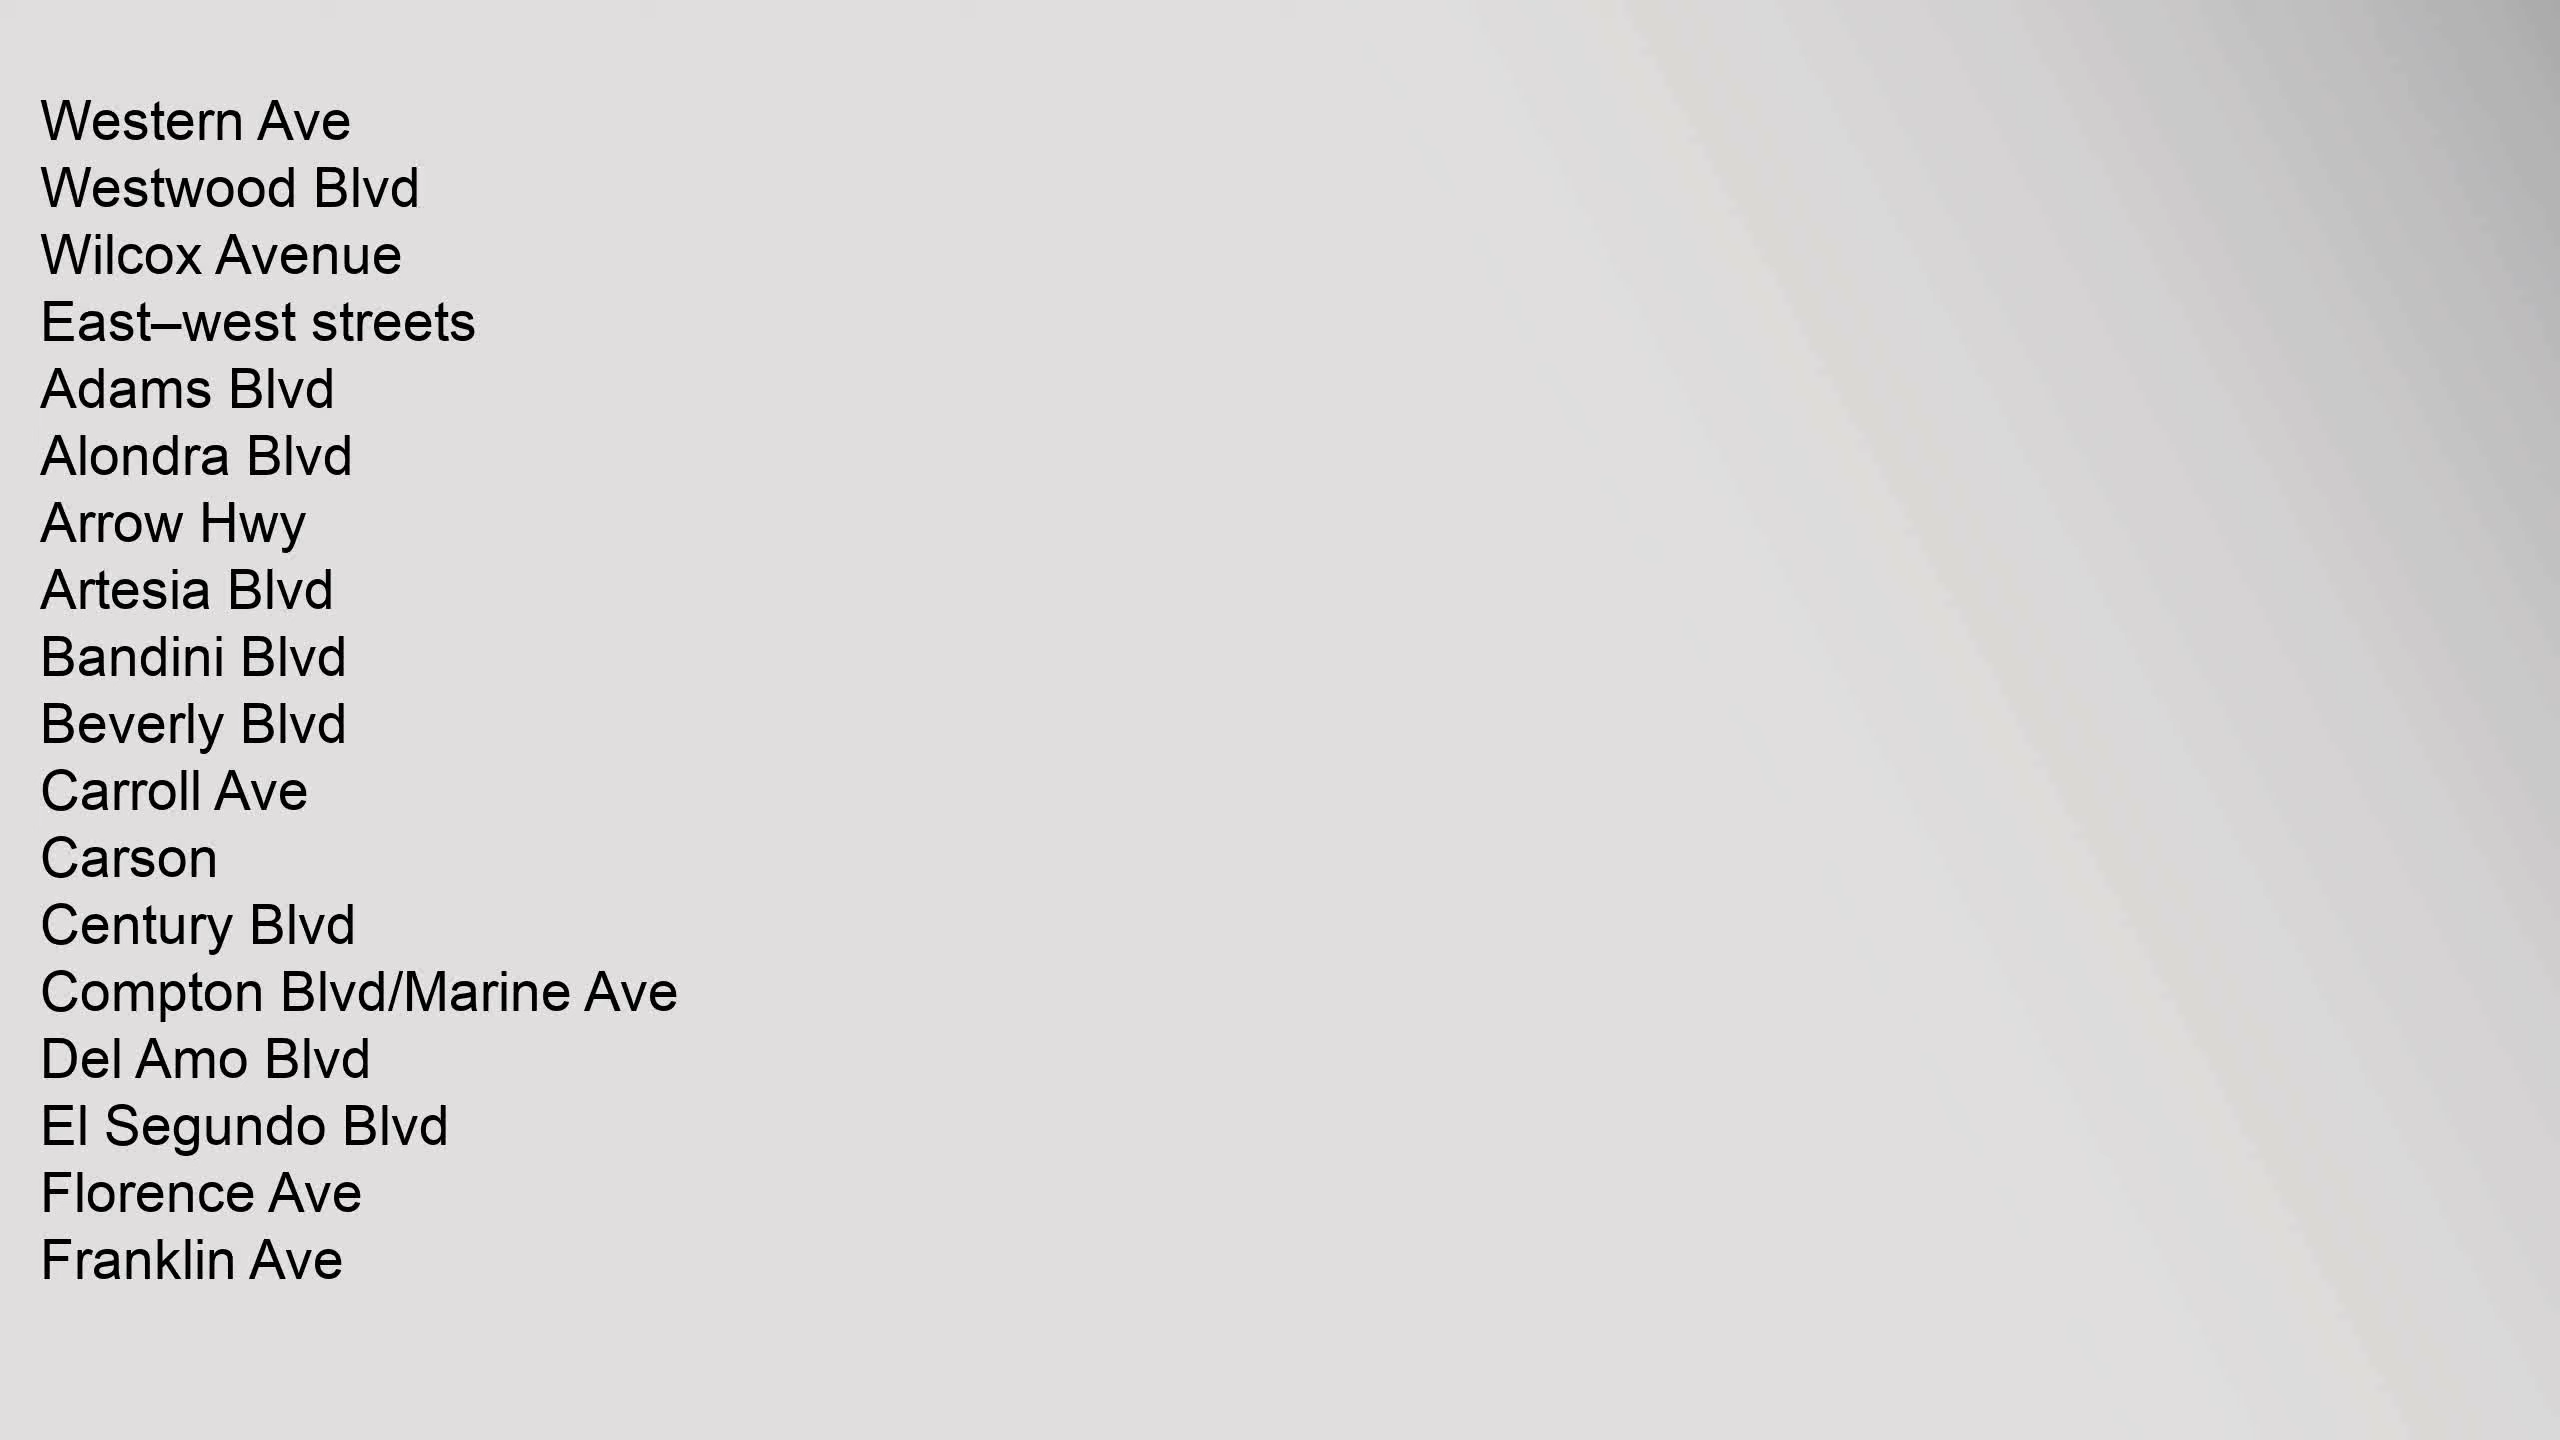 Western Ave
Westwood Blvd
Wilcox Avenue
East–west streets
Adams Blvd
Alondra Blvd
Arrow Hwy
Artesia Blvd
Bandini Blvd
Beverly Blvd
Carroll Ave
Carson
Century Blvd
Compton Blvd/Marine Ave
Del Amo Blvd
El Segundo Blvd
Florence Ave
Franklin Ave